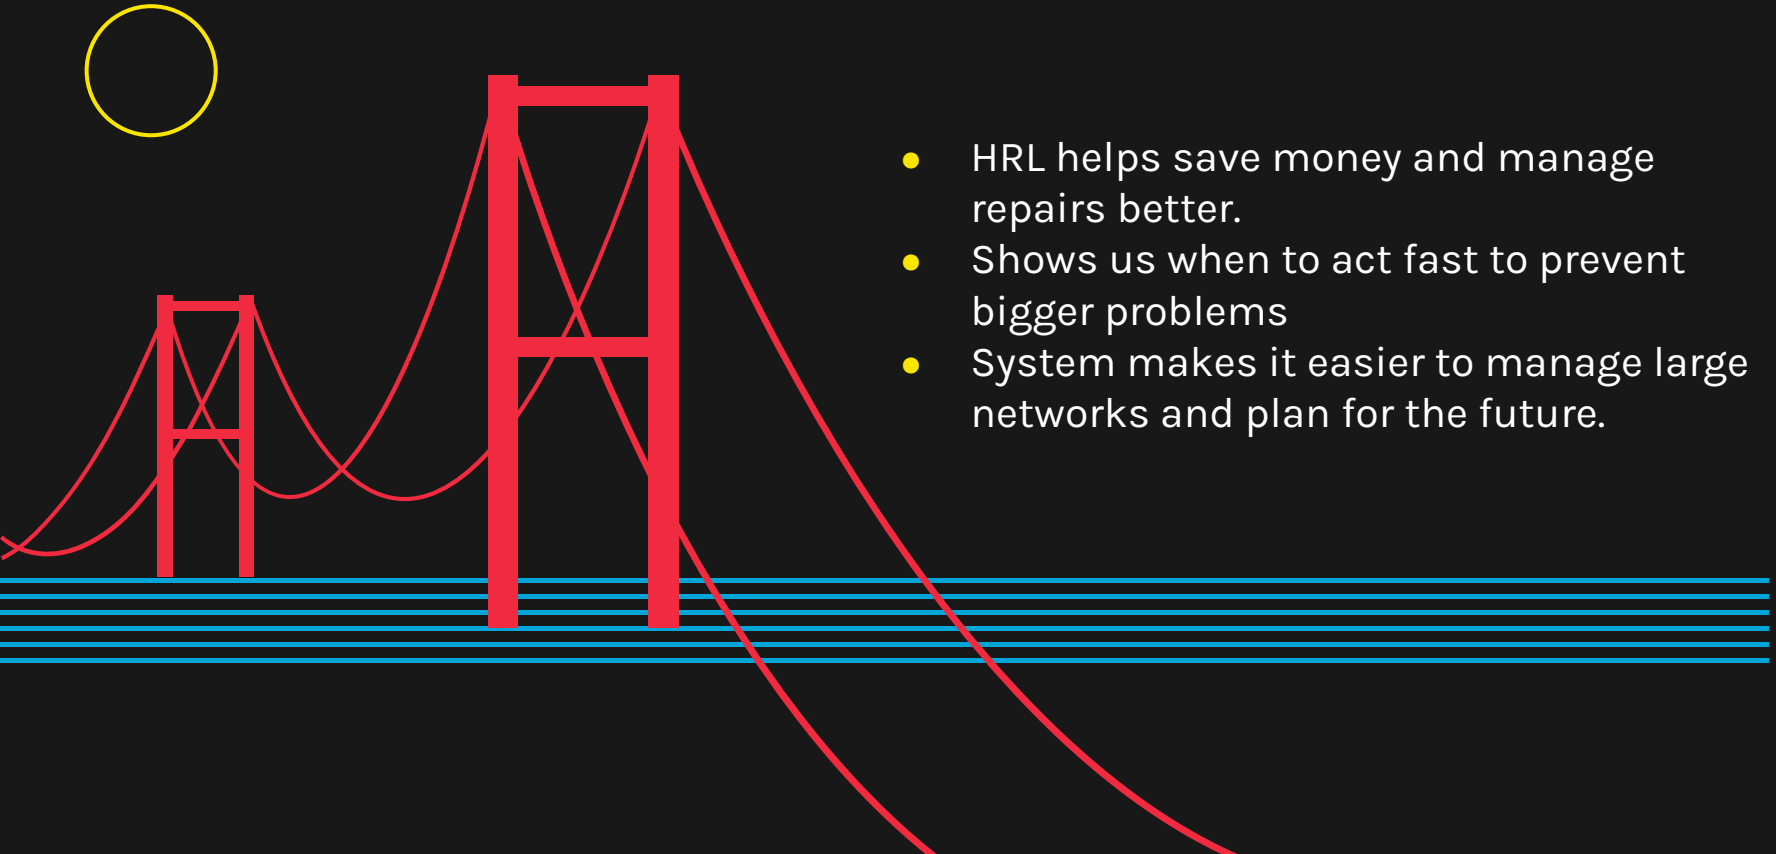 ● HRL helps save money and manage
repairs better.
● Shows us when to act fast to prevent
bigger problems
● System makes it easier to manage large
networks and plan for the future.